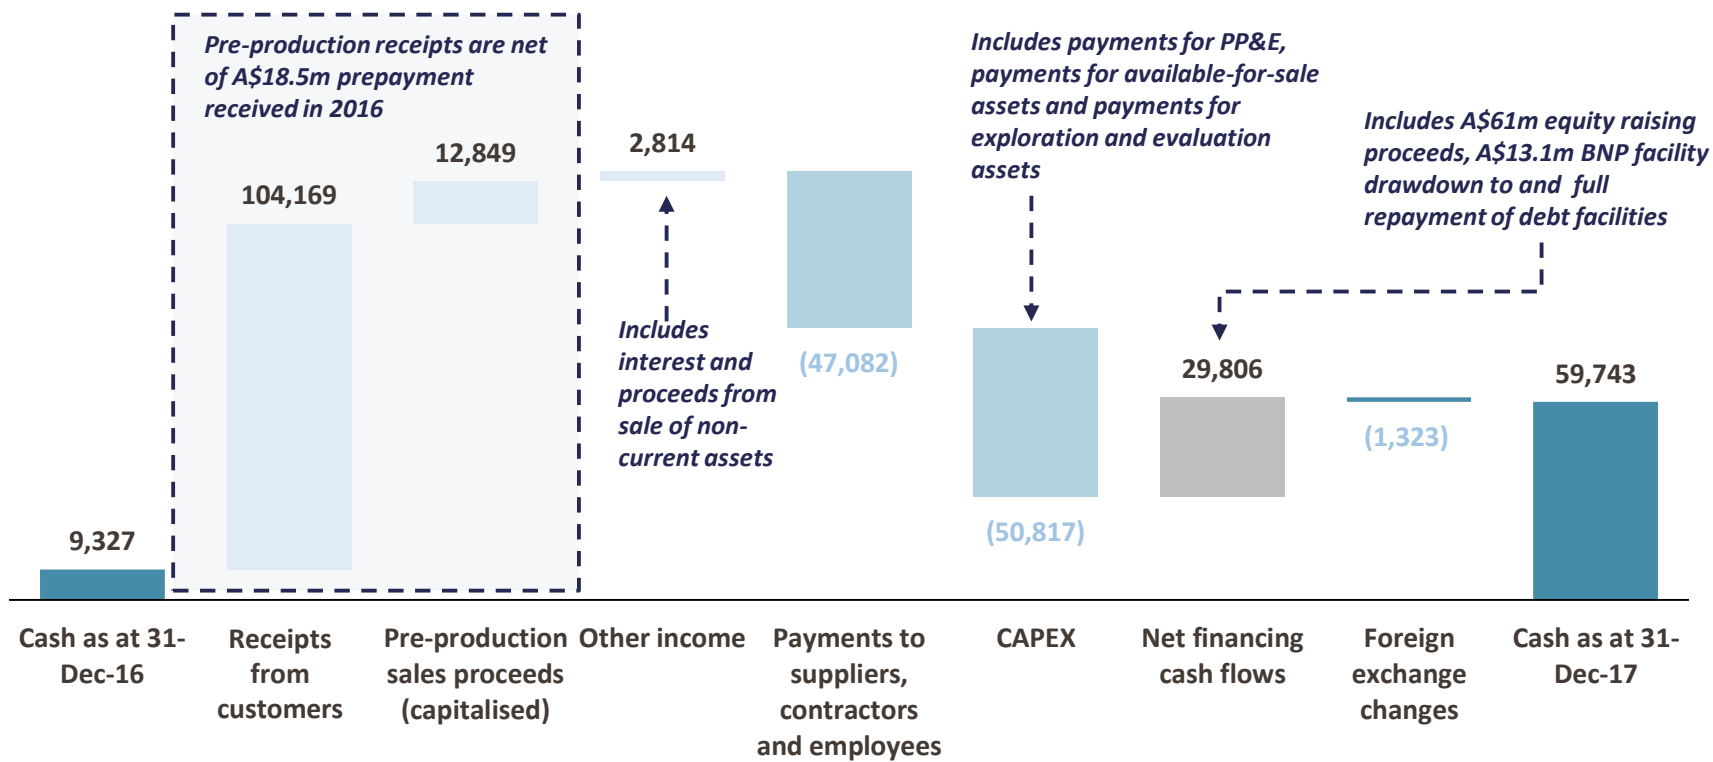 Pre-production receipts are net
of A$18.5m prepayment
received in 2016
Includes payments for PP&E,
payments for available-for-sale
assets and payments for
exploration and evaluation
assets
Includes A$61m equity raising
proceeds, A$13.1m BNP facility
drawdown to and  full
repayment of debt facilities
Includes
interest and
proceeds from
sale of non-
current assets
9,327
104,169
12,849
2,814
(47,082)
(50,817)
29,806
(1,323)
59,743
Cash as at 31-
Dec-16
Receipts
from
customers
Pre-production
sales proceeds
(capitalised)
Other income
Payments to
suppliers,
contractors
and employees
CAPEX
Net financing
cash flows
Foreign
exchange
changes
Cash as at 31-
Dec-17